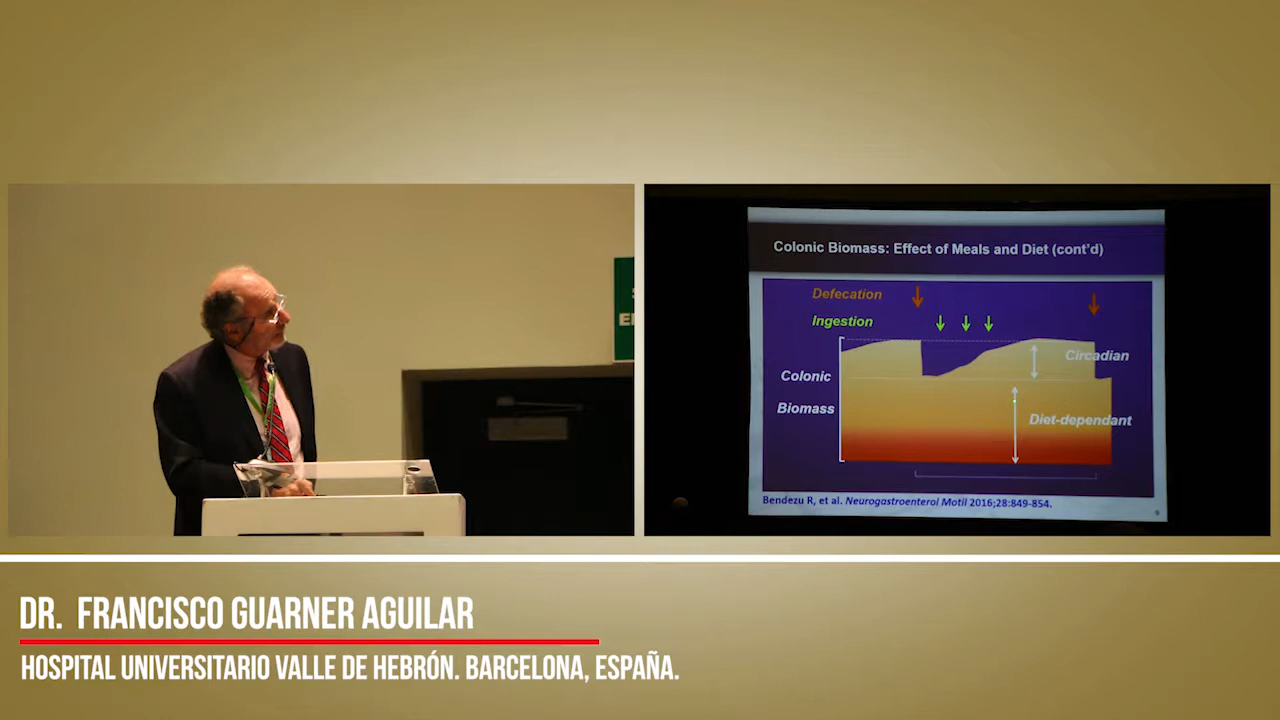 Colonic Biomass: Effect of Meals and Diet (cont'd)
Defecation
Ingestion
Circadian
Colonic
Biomass
Diet-dependant
Bendezu R, et al. Neurogastroenterol Motil 2016;28:849-854.
9
DR. FRANCISCO GUARNER AGUILAR
HOSPITAL UNIVERSITARIO VALLE DE HEBRÓN. BARCELONA, ESPAÑA.